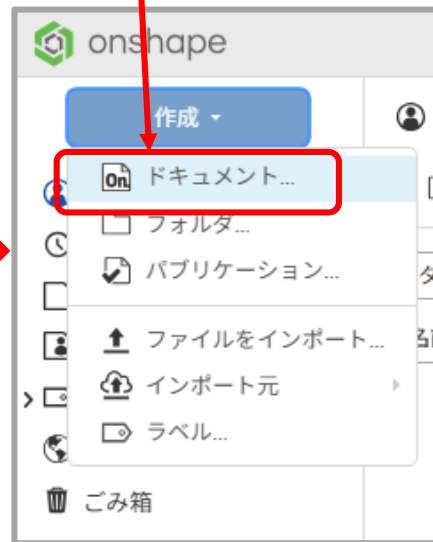 onshape
作成
On
ドキュメント...
フォルダ...
パブリケーション...
ファイルをインポート...
インポート元
ラベル...
ごみ箱